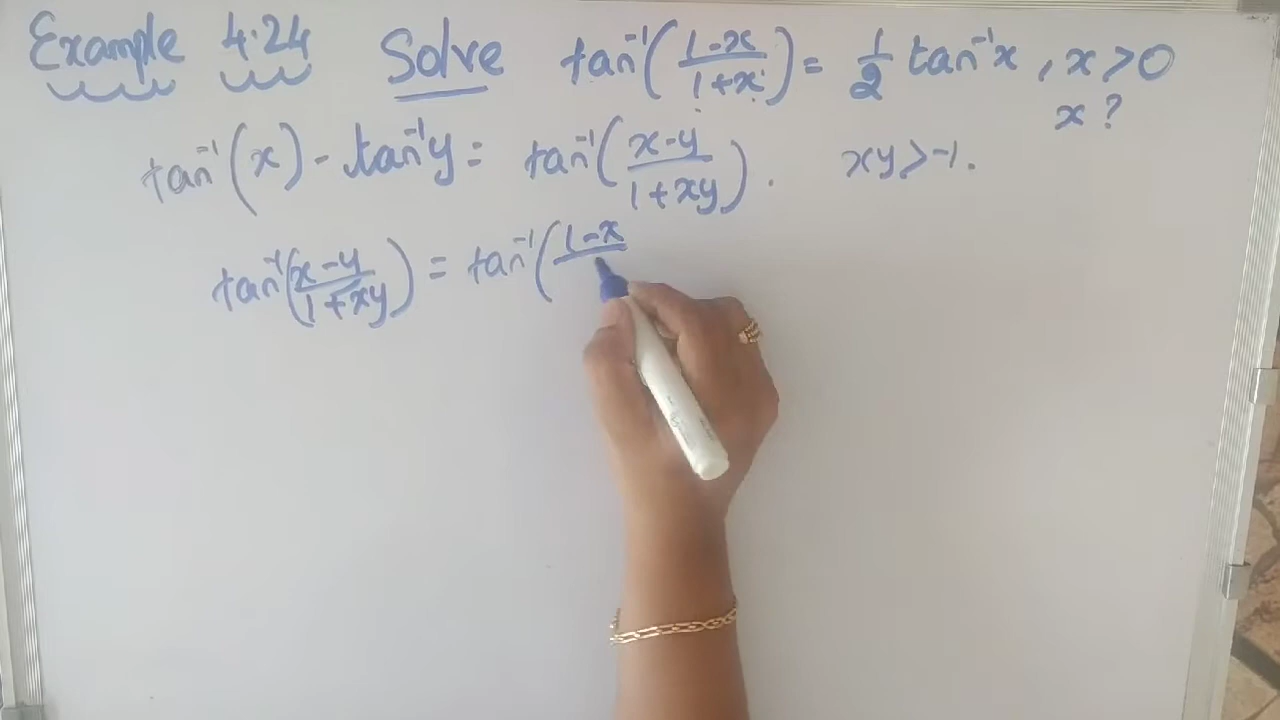 Example 4.24 Solve tan⁻¹((1-x)/(1+x)) = 1/2 tan⁻¹x , x > 0
x ?
tan⁻¹(x) - tan⁻¹y = tan⁻¹((x-y)/(1+xy)). xy > -1.
tan⁻¹((x-y)/(1+xy)) = tan⁻¹(1-x